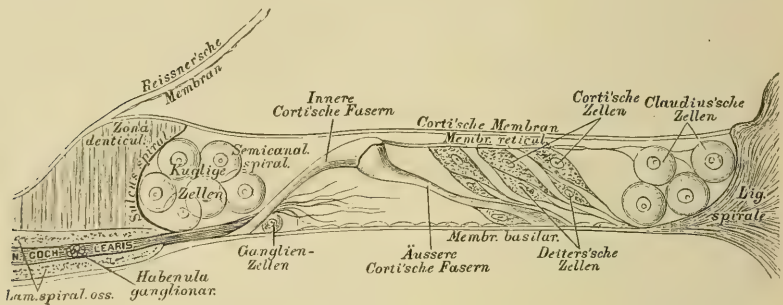 Reissner'sche
Membran
Zona
denticul.
Sulcus spiral.
Kuglige
Zellen
Semicanal.
spiral.
Innere
Corti'sche Fasern
Corti'sche Membran
Membr. reticul.
Corti'sche
Zellen
Claudius'sche
Zellen
Lig.
spirale
N. COCHLEARIS
Lam. spiral. oss.
Habenula
ganglionar.
Ganglien-
Zellen
Äussere
Corti'sche Fasern
Membr. basilar.
Deiters'sche
Zellen